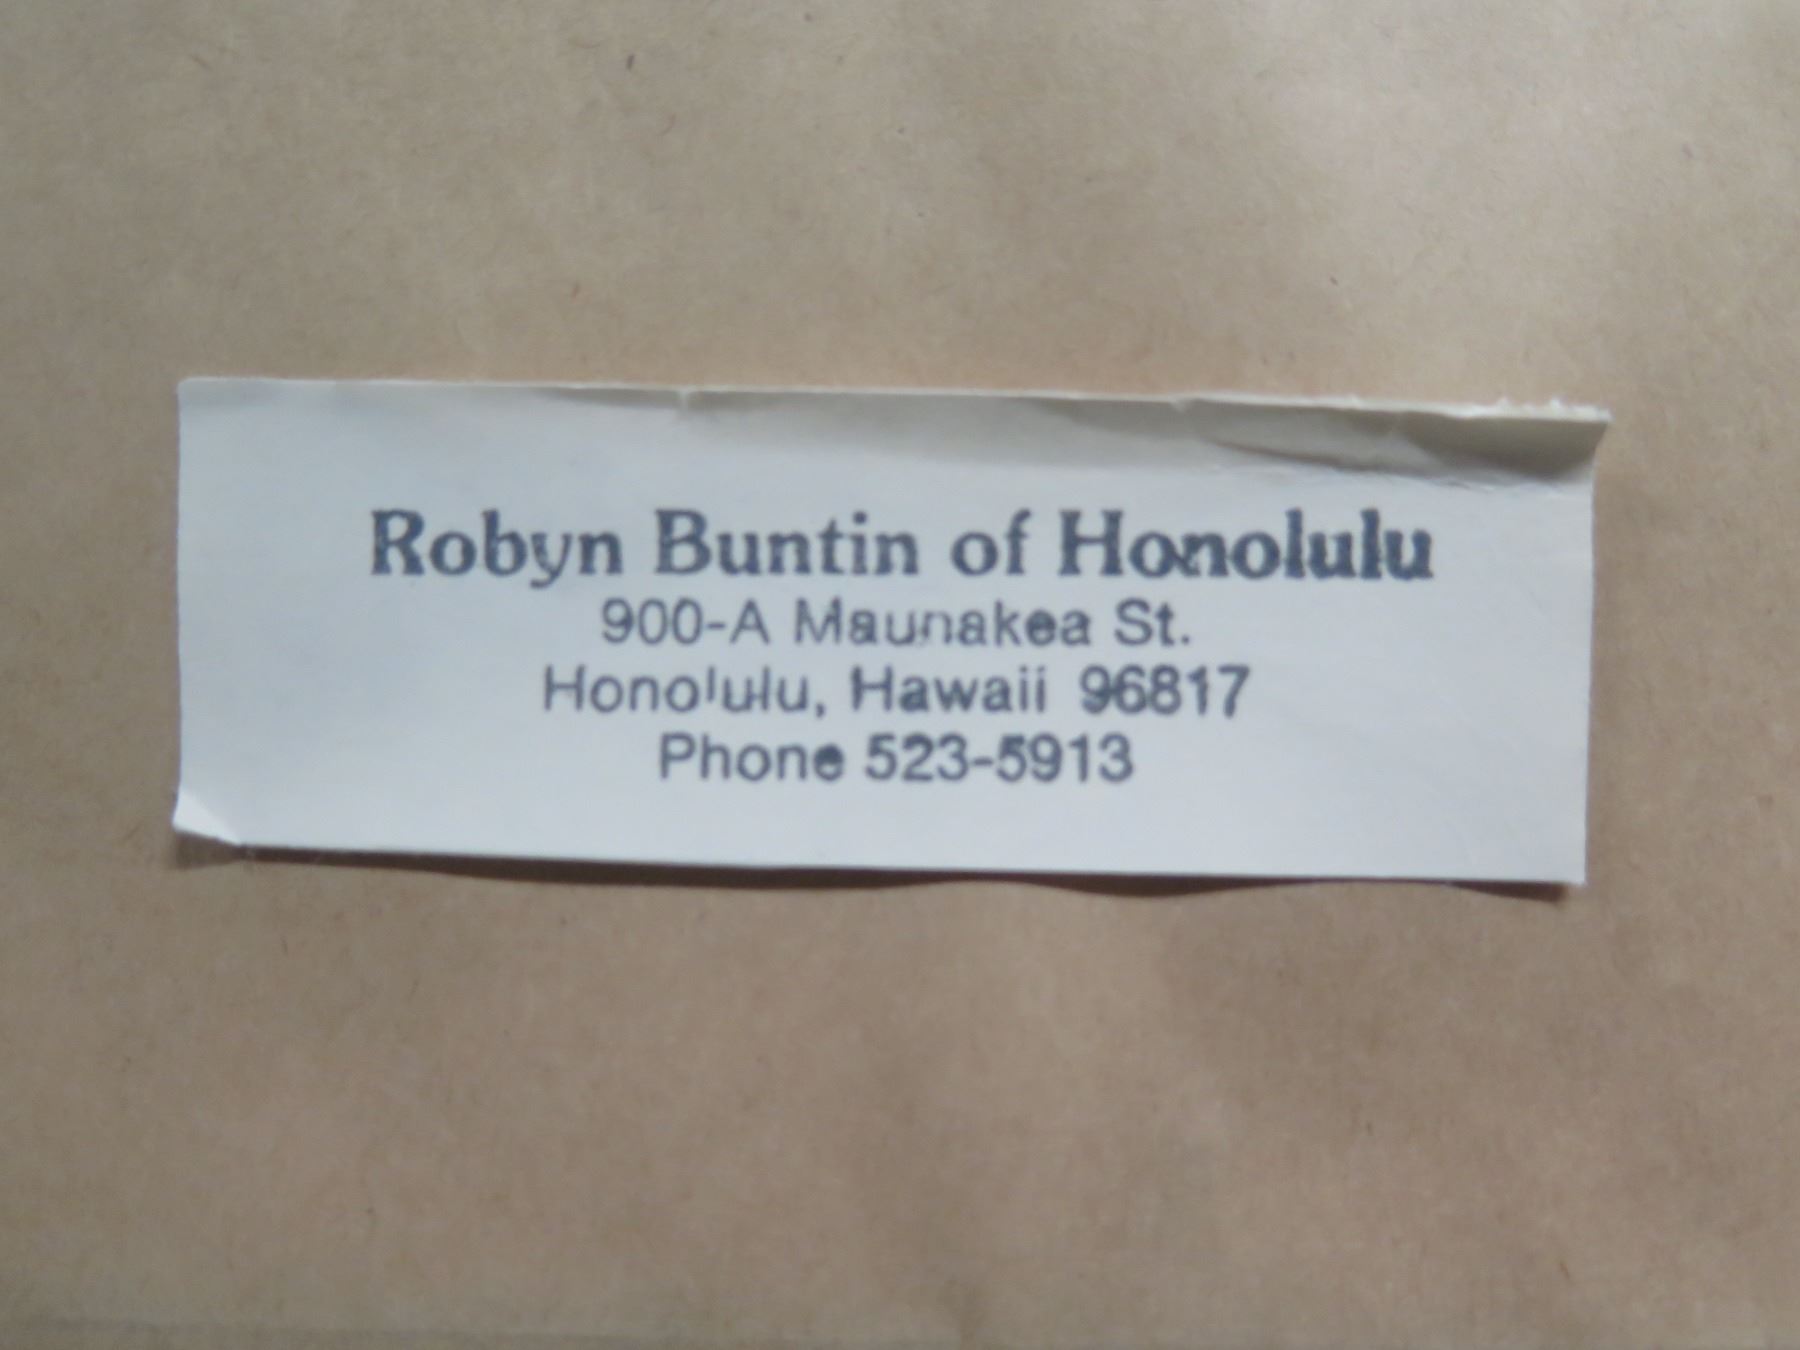 Robyn Buntin of Honolulu
900-A Maunakea St.
Honolulu, Hawaii 96817
Phone 523-5913